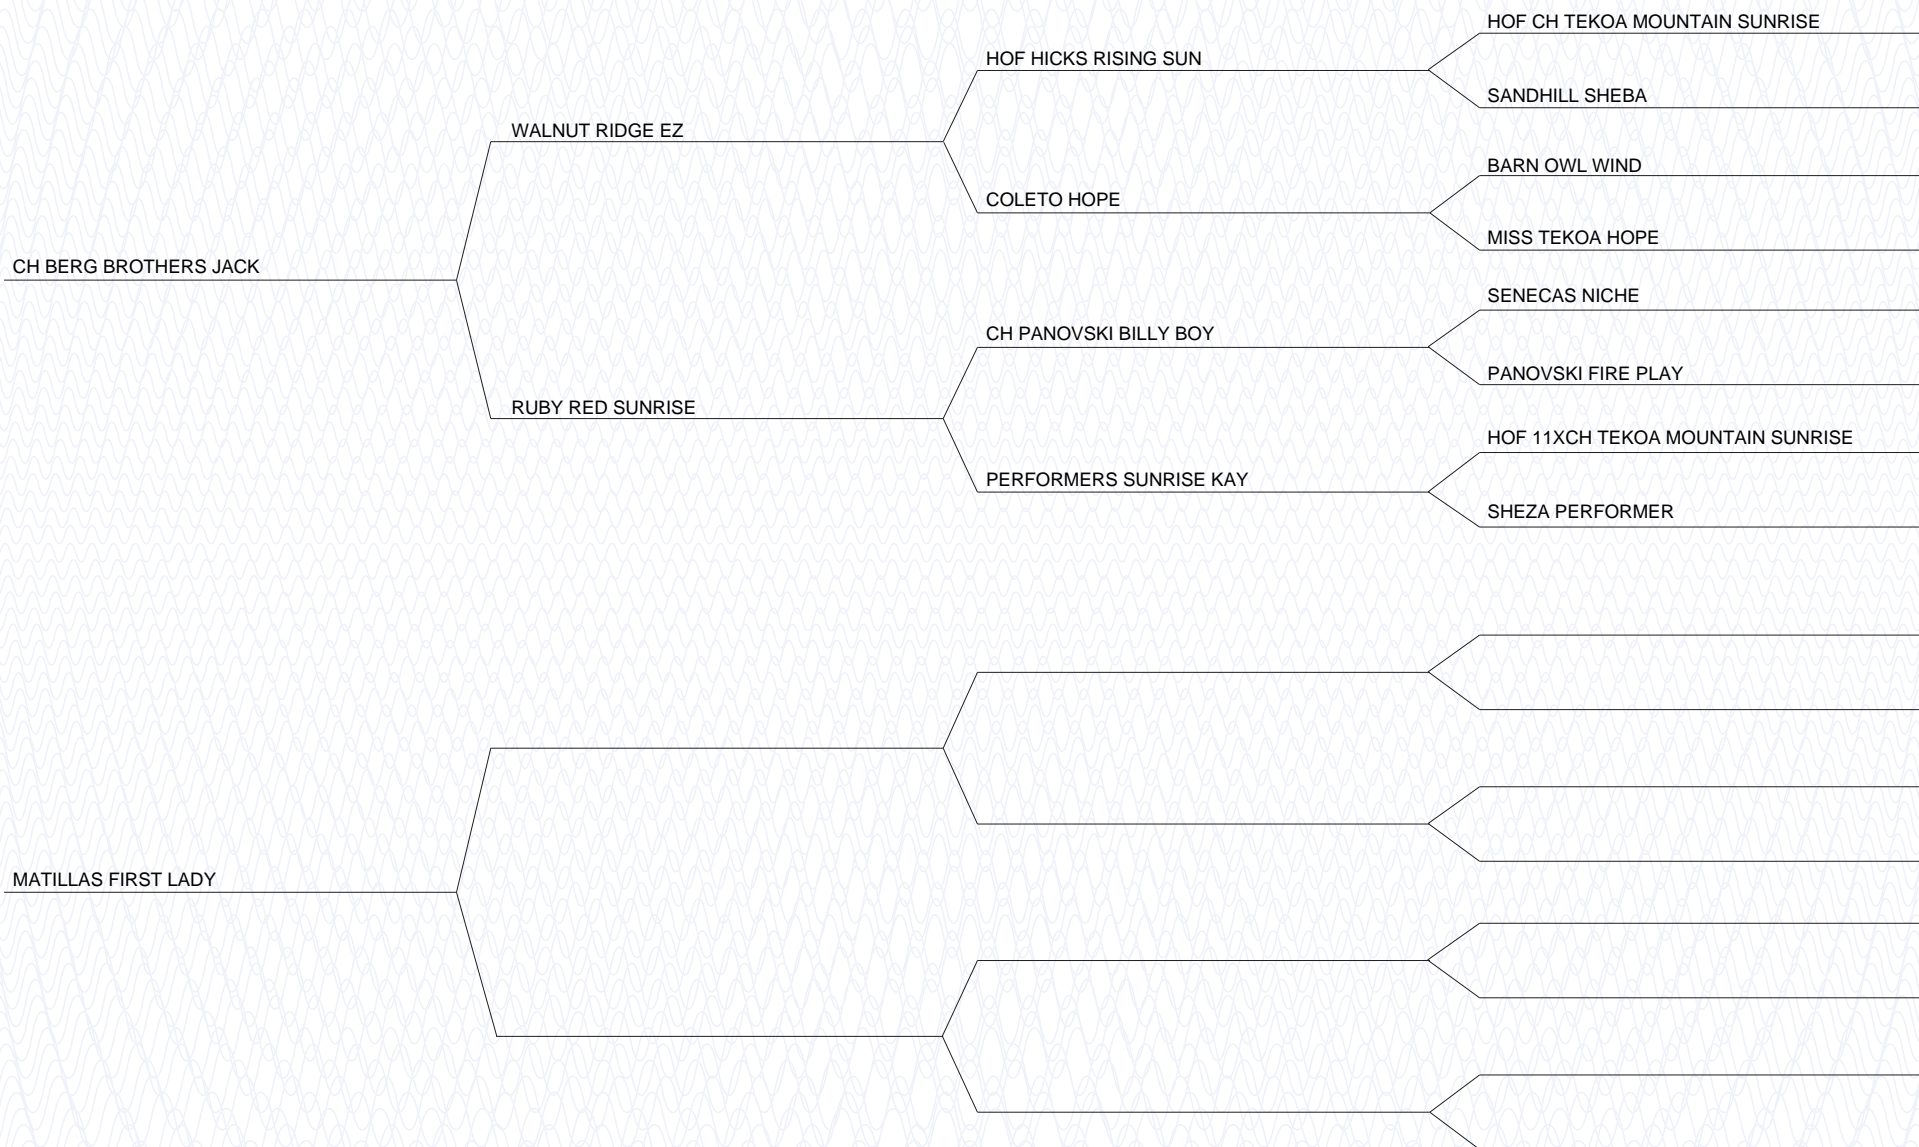 HOF CH TEKOA MOUNTAIN SUNRISE
HOF HICKS RISING SUN
SANDHILL SHEBA
WALNUT RIDGE EZ
BARN OWL WIND
COLETO HOPE
MISS TEKOA HOPE
CH BERG BROTHERS JACK
SENECAS NICHE
CH PANOVSKI BILLY BOY
PANOVSKI FIRE PLAY
RUBY RED SUNRISE
HOF 11XCH TEKOA MOUNTAIN SUNRISE
PERFORMERS SUNRISE KAY
SHEZA PERFORMER
MATILLAS FIRST LADY